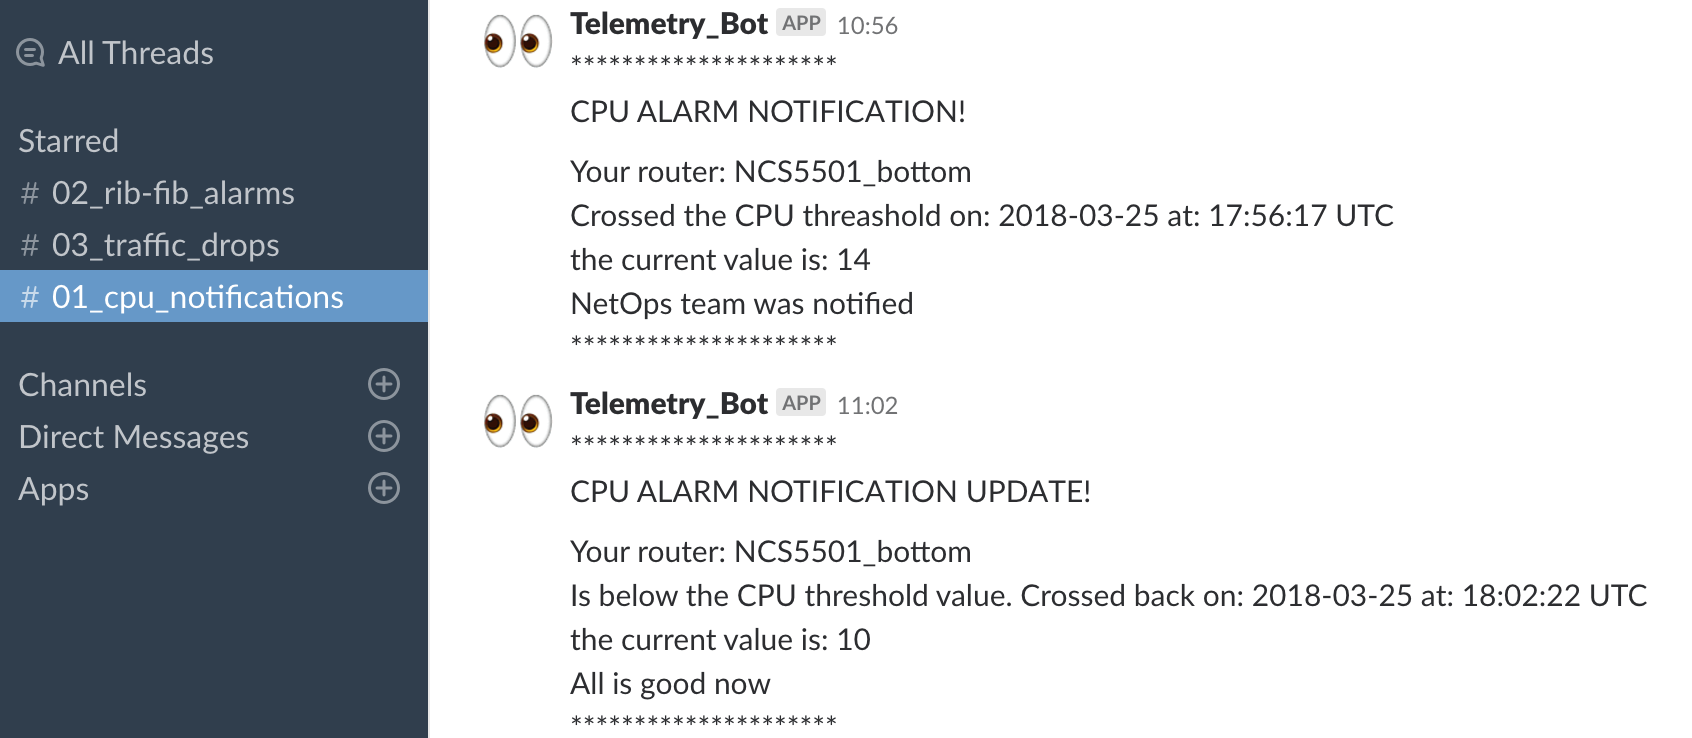 All Threads
Starred
# 02_rib-fib_alarms
# 03_traffic_drops
# 01_cpu_notifications
Channels
Direct Messages
Apps
Telemetry_Bot APP 10:56
*********************
CPU ALARM NOTIFICATION!
Your router: NCS5501_bottom
Crossed the CPU threashold on: 2018-03-25 at: 17:56:17 UTC
the current value is: 14
NetOps team was notified
*********************
Telemetry_Bot APP 11:02
*********************
CPU ALARM NOTIFICATION UPDATE!
Your router: NCS5501_bottom
Is below the CPU threshold value. Crossed back on: 2018-03-25 at: 18:02:22 UTC
the current value is: 10
All is good now
*********************